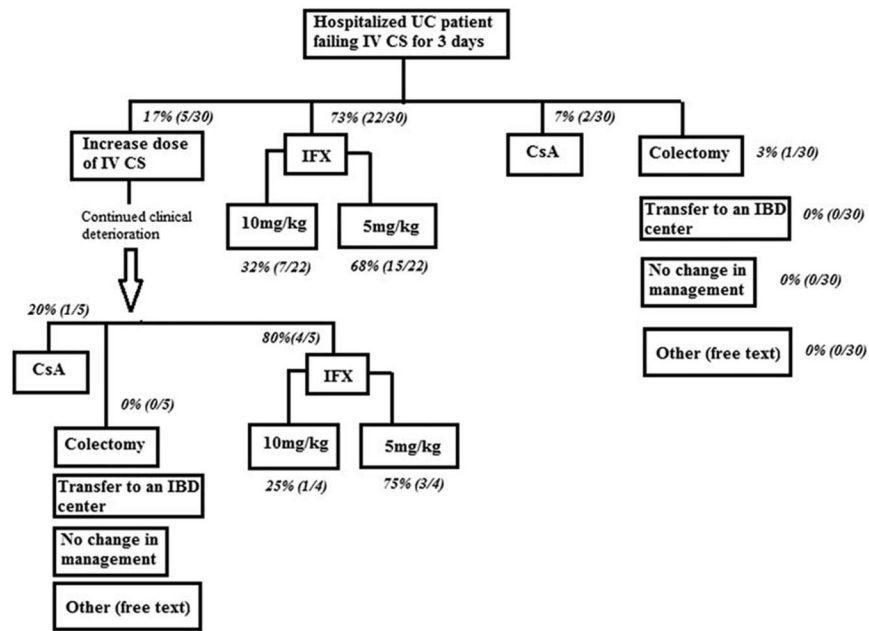 Hospitalized UC patient
failing IV CS for 3 days
17% (5/30)
73% (22/30)
7% (2/30)
Increase dose
of IV CS
IFX
CsA
Colectomy
3% (1/30)
Continued clinical
deterioration
10mg/kg
5mg/kg
32% (7/22)
68% (15/22)
Transfer to an IBD
center
0% (0/30)
No change in
management
0% (0/30)
Other (free text)
0% (0/30)
20% (1/5)
80%(4/5)
CsA
IFX
0% (0/5)
Colectomy
10mg/kg
5mg/kg
25% (1/4)
75% (3/4)
Transfer to an IBD
center
No change in
management
Other (free text)